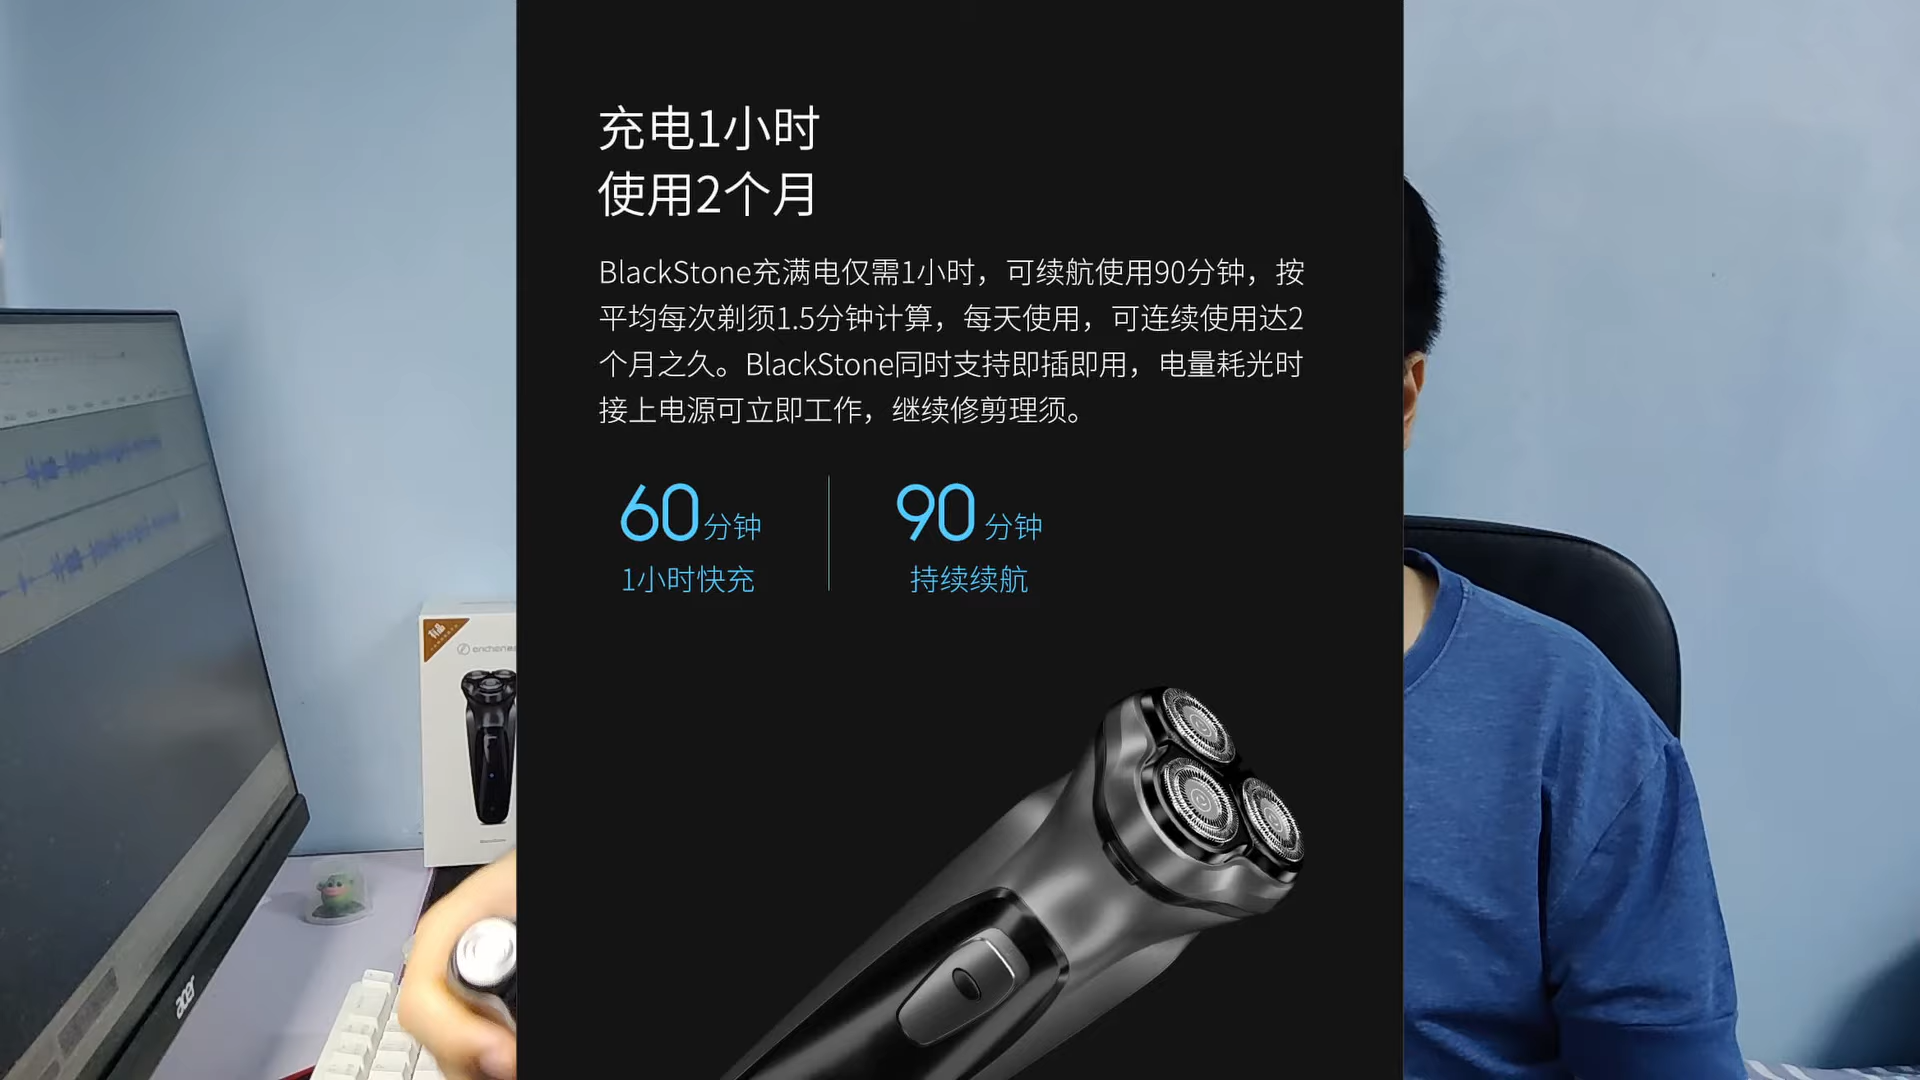 充电1小时
使用2个月
BlackStone充满电仅需1小时，可续航使用90分钟，按
平均每次剃须1.5分钟计算，每天使用，可连续使用达2
个月之久。BlackStone同时支持即插即用，电量耗光时
接上电源可立即工作，继续修剪理须。
60分钟
1小时快充
90分钟
持续续航
enchen
acer